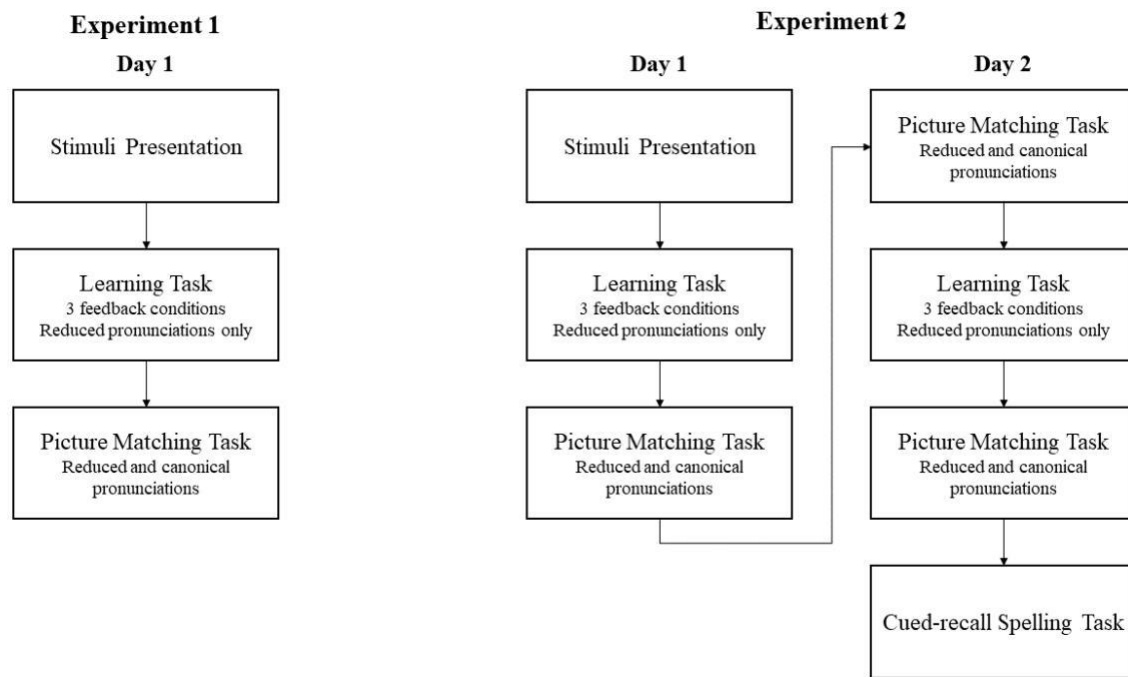 Experiment 1
Day 1
Stimuli Presentation
Learning Task
3 feedback conditions
Reduced pronunciations only
Picture Matching Task
Reduced and canonical
pronunciations
Experiment 2
Day 1
Stimuli Presentation
Learning Task
3 feedback conditions
Reduced pronunciations only
Picture Matching Task
Reduced and canonical
pronunciations
Day 2
Picture Matching Task
Reduced and canonical
pronunciations
Learning Task
3 feedback conditions
Reduced pronunciations only
Picture Matching Task
Reduced and canonical
pronunciations
Cued-recall Spelling Task